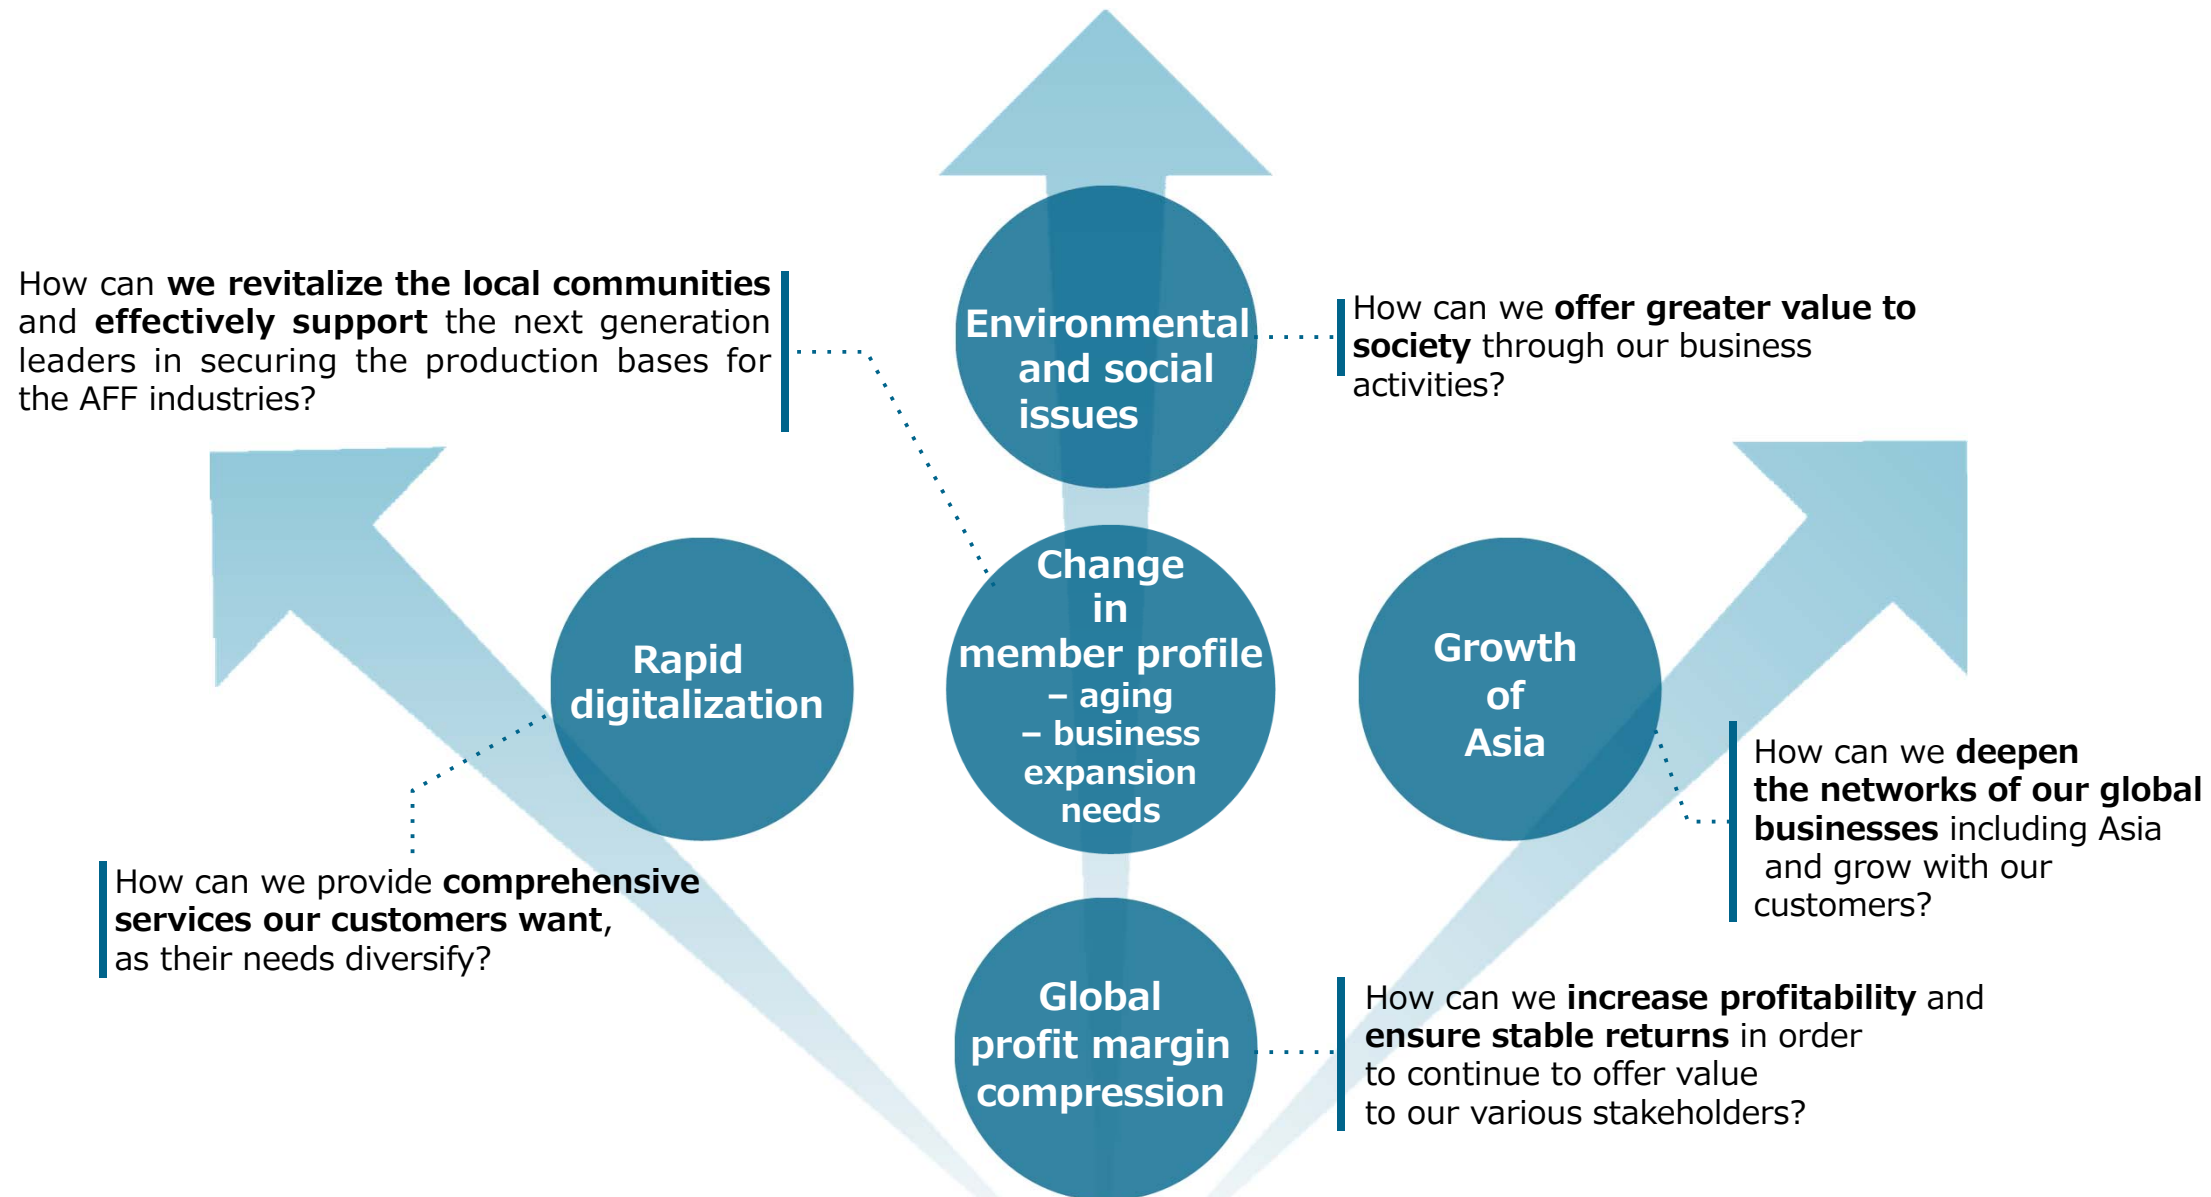 How can we revitalize the local communities
and effectively support the next generation
leaders in securing the production bases for
the AFF industries?
Environmental
and social
issues
How can we offer greater value to
society through our business
activities?
Rapid
digitalization
Change
in
member profile
– aging
– business
expansion
needs
Growth
of
Asia
How can we deepen
the networks of our global
businesses including Asia
and grow with our
customers?
How can we provide comprehensive
services our customers want,
as their needs diversify?
Global
profit margin
compression
How can we increase profitability and
ensure stable returns in order
to continue to offer value
to our various stakeholders?